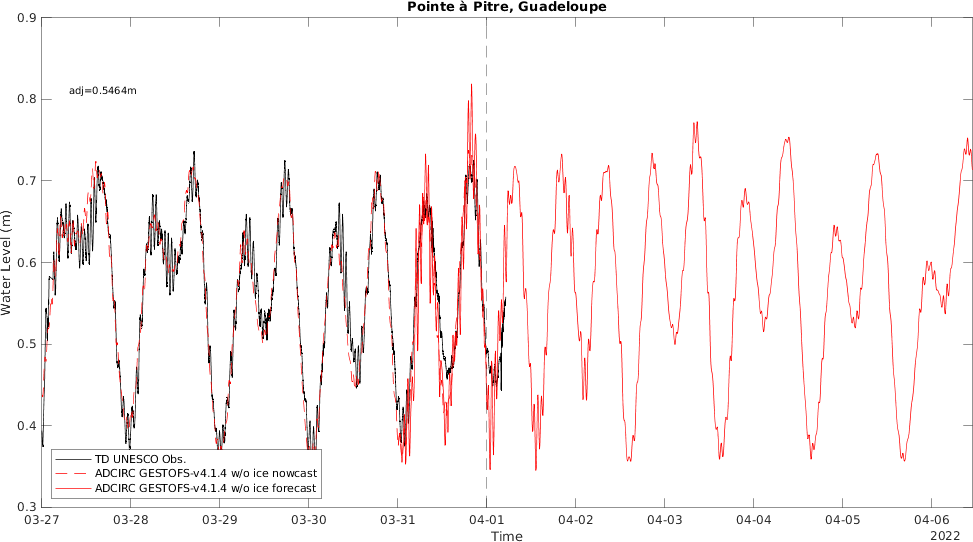 Pointe à Pitre, Guadeloupe
0.9
0.8
0.7
0.6
0.5
0.4
0.3
Water Level (m)
adj=0.5464m
TD UNESCO Obs.
ADCIRC GESTOFS-v4.1.4 w/o ice nowcast
ADCIRC GESTOFS-v4.1.4 w/o ice forecast
03-27 03-28 03-29 03-30 03-31 04-01 04-02 04-03 04-04 04-05 04-06
Time
2022